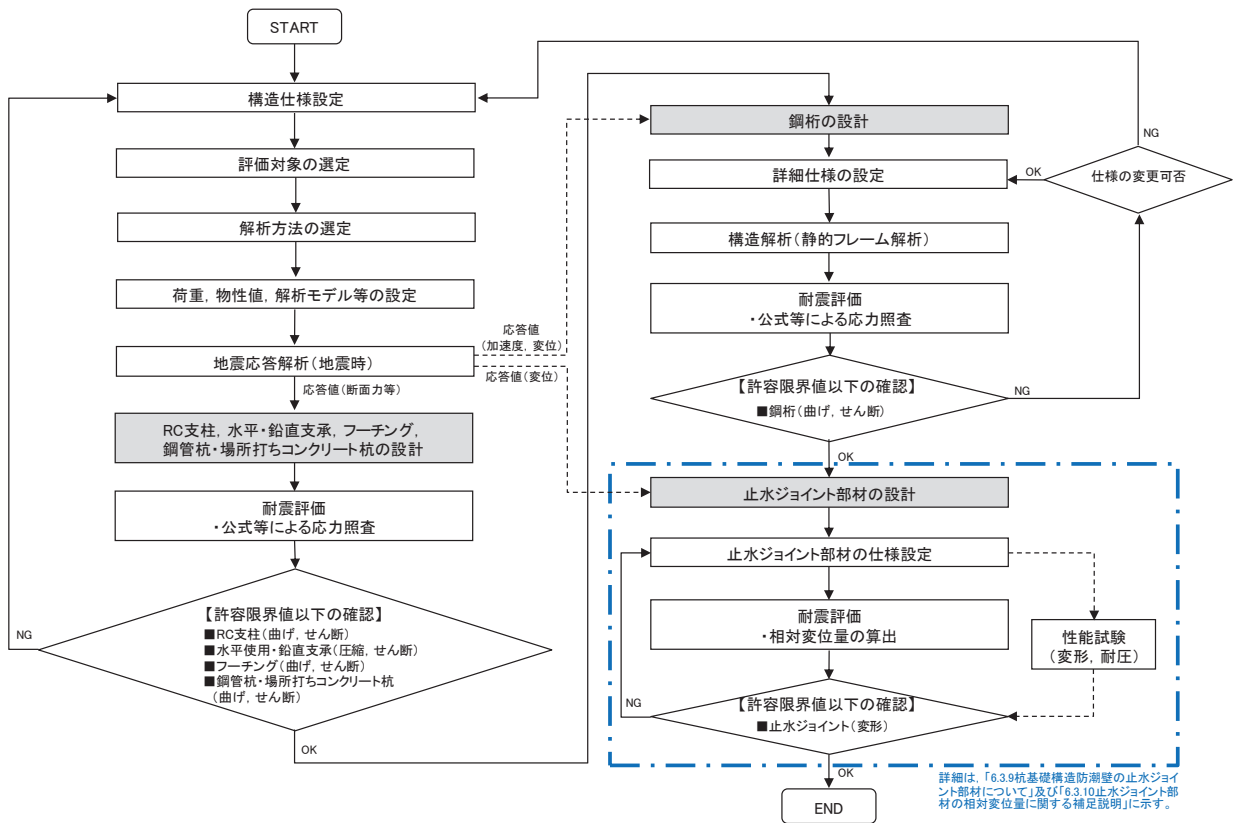 START
構造仕様設定
評価対象の選定
解析方法の選定
荷重，物性値，解析モデル等の設定
地震応答解析（地震時）
応答値
（加速度，変位）
応答値（変位）
応答値（断面力等）
RC支柱，水平・鉛直支承，フーチング，
鋼管杭・場所打ちコンクリート杭の設計
耐震評価
・公式等による応力照査
【許容限界値以下の確認】
■RC支柱（曲げ，せん断）
■水平使用・鉛直支承（圧縮，せん断）
■フーチング（曲げ，せん断）
■鋼管杭・場所打ちコンクリート杭
（曲げ，せん断）
NG
OK
鋼桁の設計
詳細仕様の設定
OK
仕様の変更可否
NG
構造解析（静的フレーム解析）
耐震評価
・公式等による応力照査
【許容限界値以下の確認】
■鋼桁（曲げ，せん断）
NG
OK
止水ジョイント部材の設計
止水ジョイント部材の仕様設定
耐震評価
・相対変位量の算出
性能試験
（変形，耐圧）
【許容限界値以下の確認】
■止水ジョイント（変形）
NG
OK
END
詳細は，「6.3.9杭基礎構造防潮壁の止水ジョイ
ント部材について」及び「6.3.10止水ジョイント部
材の相対変位量に関する補足説明」に示す。